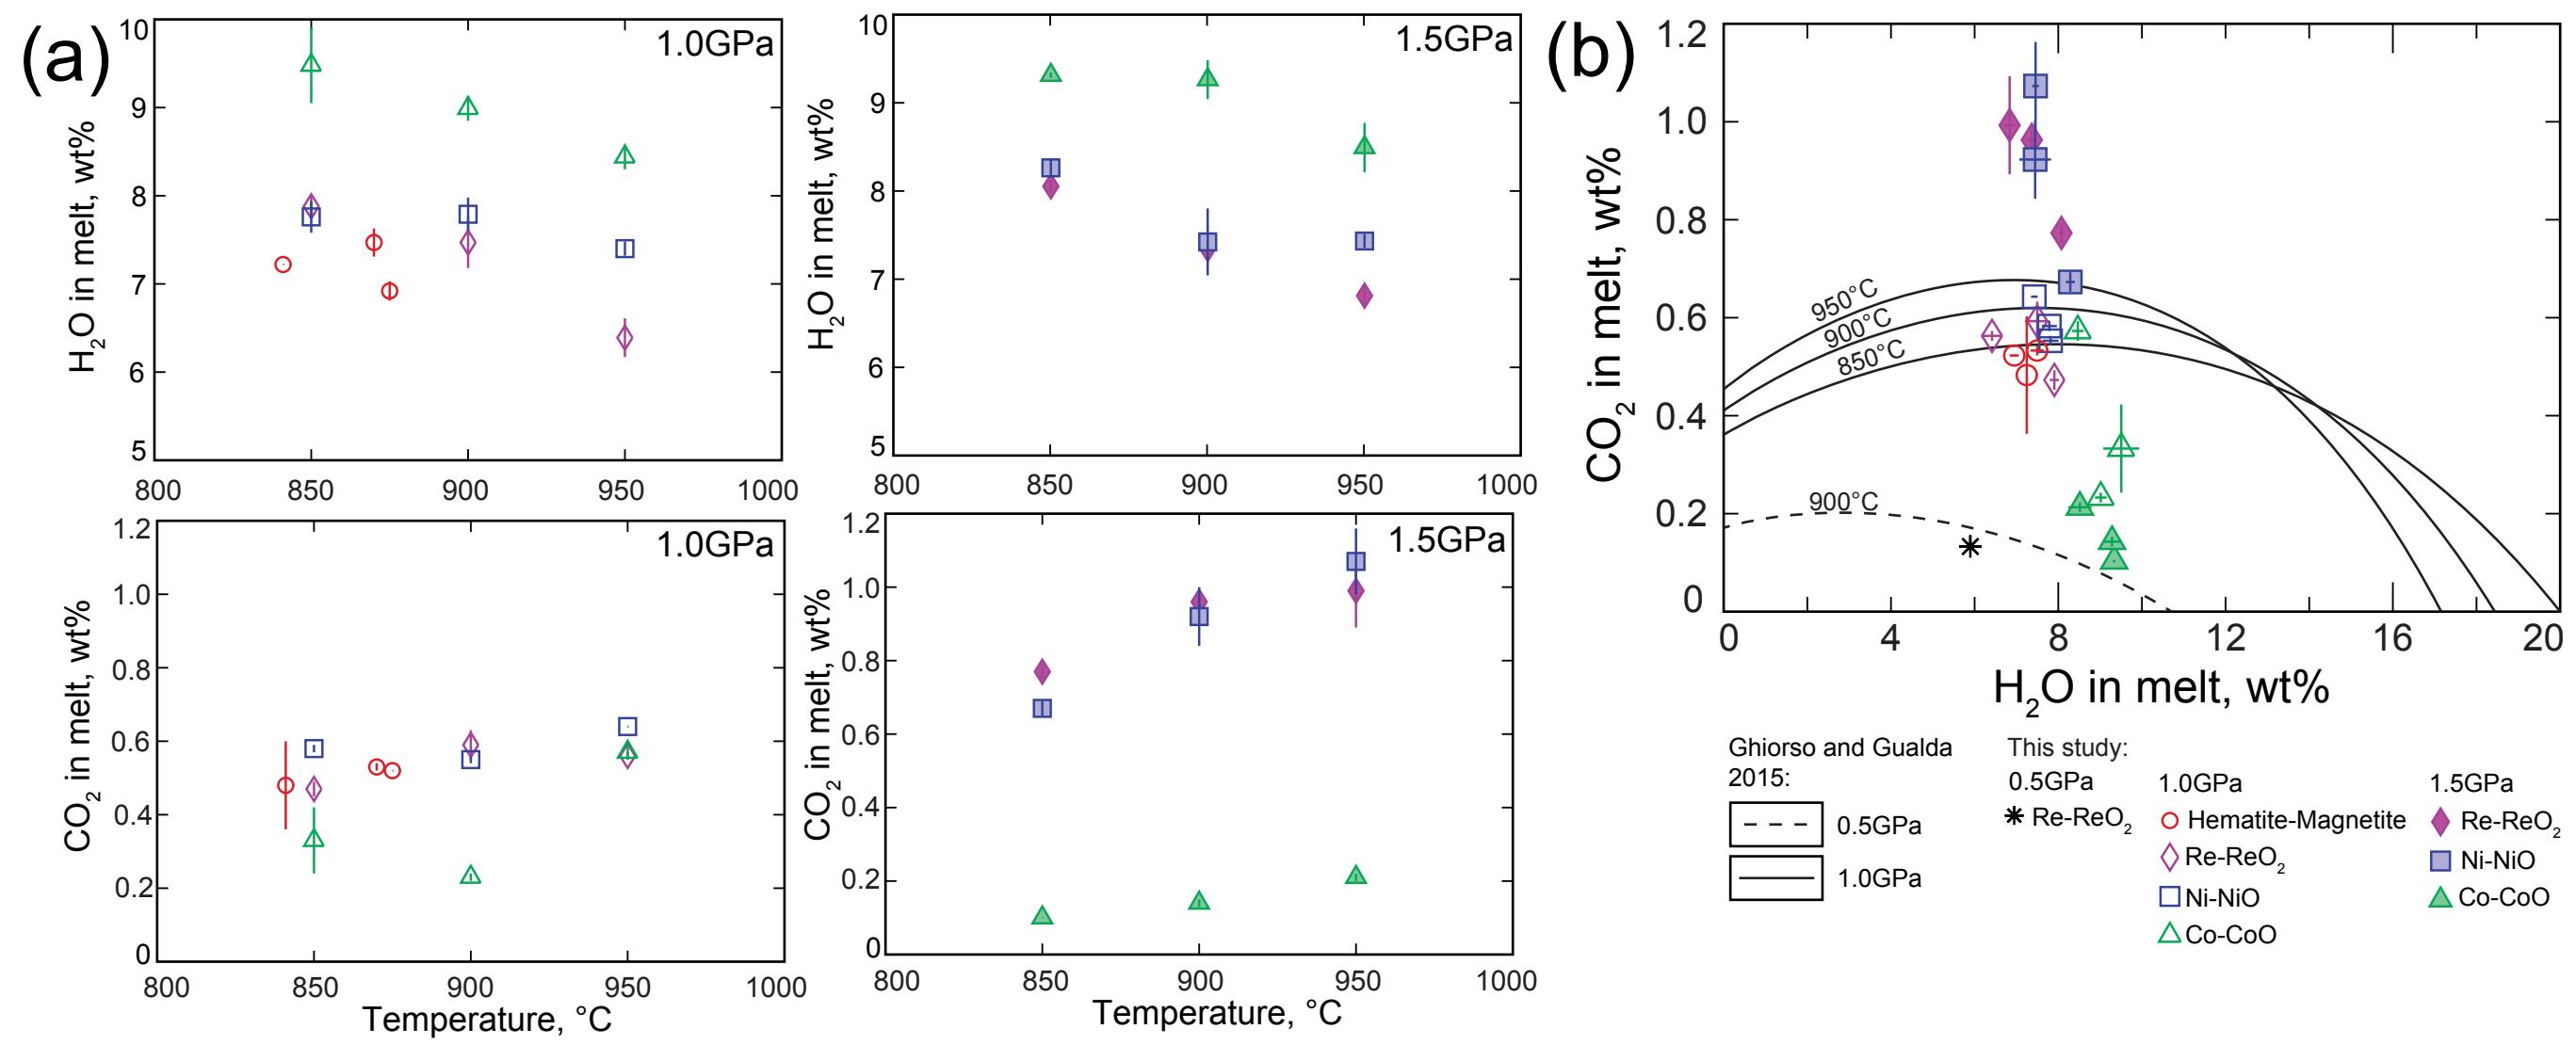 (a)
1.0GPa
H₂O in melt, wt%
10
9
8
7
6
5
800 850 900 950 1000
1.5GPa
H₂O in melt, wt%
10
9
8
7
6
5
800 850 900 950 1000
1.0GPa
CO₂ in melt, wt%
1.2
1.0
0.8
0.6
0.4
0.2
0
800 850 900 950 1000
Temperature, °C
1.5GPa
CO₂ in melt, wt%
1.2
1.0
0.8
0.6
0.4
0.2
0
800 850 900 950 1000
Temperature, °C
(b)
CO₂ in melt, wt%
1.2
1.0
0.8
0.6
0.4
0.2
0
950°C
900°C
850°C
900°C
0 4 8 12 16 20
H₂O in melt, wt%
Ghiorso and Gualda
2015:
0.5GPa
1.0GPa
This study:
0.5GPa
Re-ReO₂
1.0GPa
Hematite-Magnetite
Re-ReO₂
Ni-NiO
Co-CoO
1.5GPa
Re-ReO₂
Ni-NiO
Co-CoO